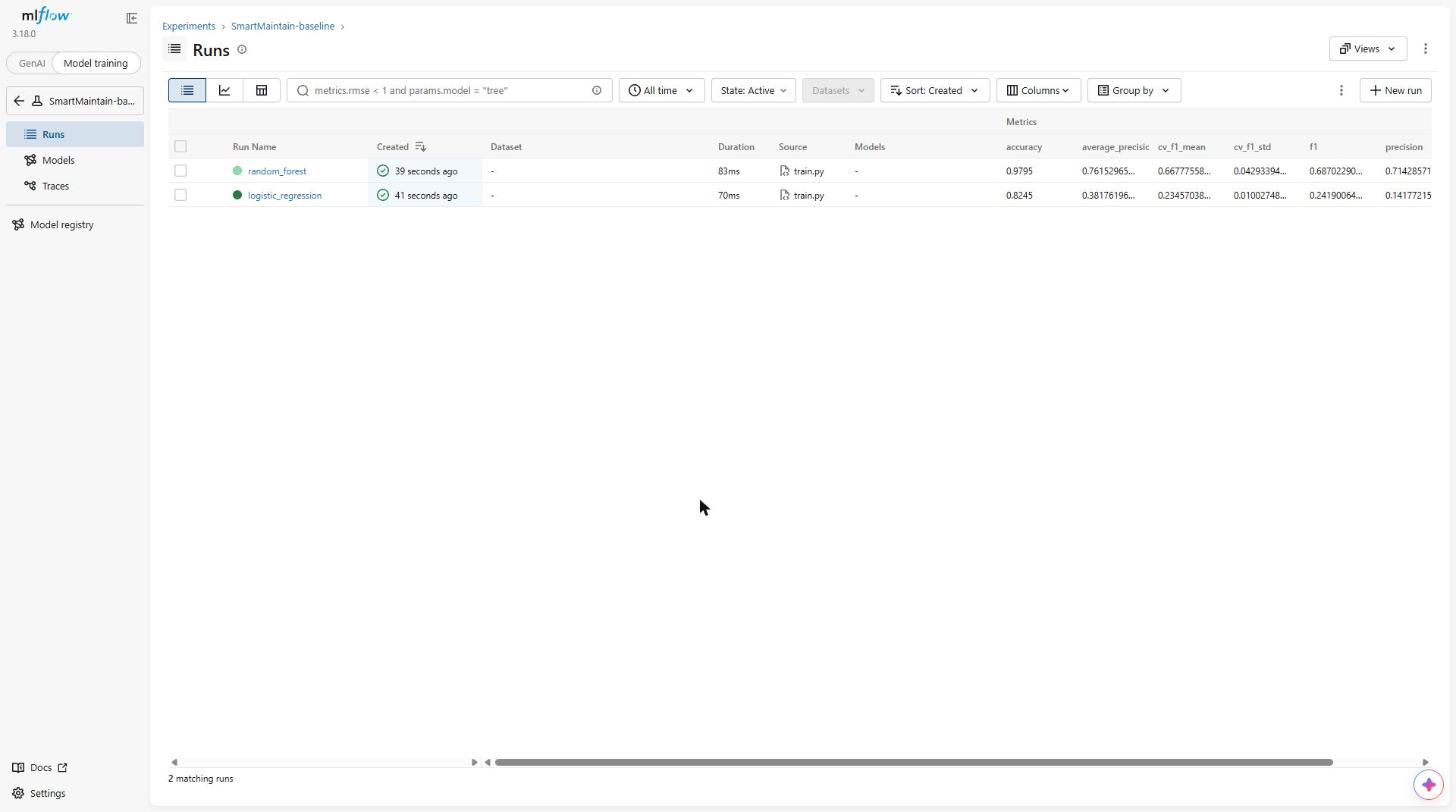 mlflow
3.18.0
GenAI Model training
SmartMaintain-ba...
Runs
Models
Traces
Model registry
Docs
Settings
Experiments › SmartMaintain-baseline ›
Runs
Views
metrics.rmse < 1 and params.model = "tree"
All time
State: Active
Datasets
Sort: Created
Columns
Group by
New run
Metrics
Run Name Created Dataset Duration Source Models accuracy average_precisic cv_f1_mean cv_f1_std f1 precision
random_forest 39 seconds ago - 83ms train.py - 0.9795 0.76152965... 0.66777558... 0.04293394... 0.68702290... 0.71428571
logistic_regression 41 seconds ago - 70ms train.py - 0.8245 0.38176196... 0.23457038... 0.01002748... 0.24190064... 0.14177215
2 matching runs